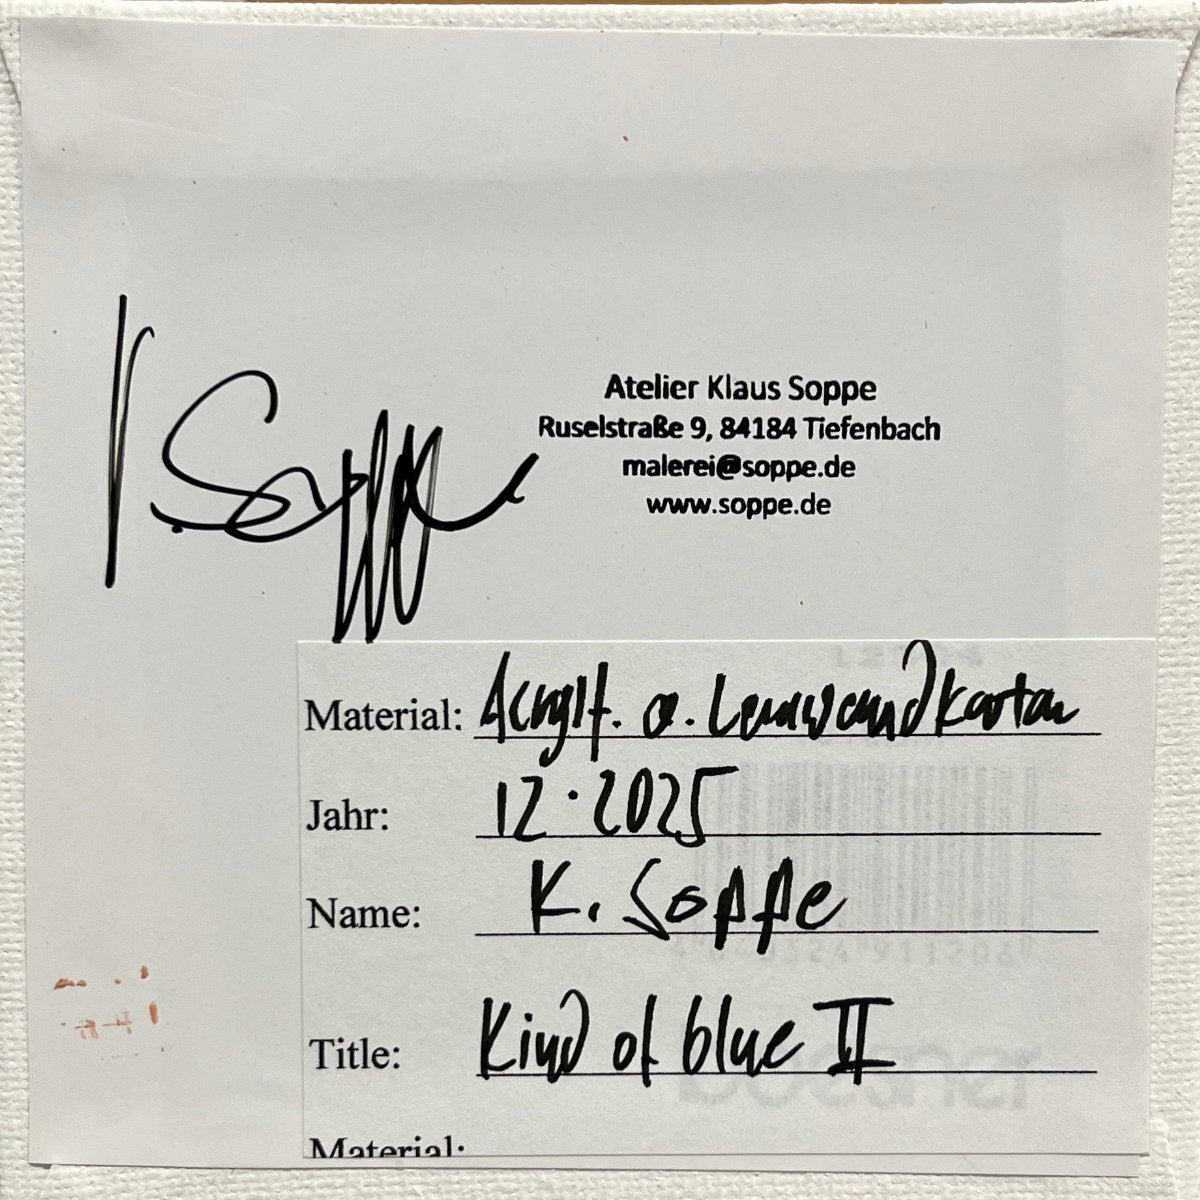 K. Soppe
Atelier Klaus Soppe
Ruselstraße 9, 84184 Tiefenbach
malerei@soppe.de
www.soppe.de
Material: Acrylf. a. Leinwandkarton
Jahr: 12.2025
Name: K. Soppe
Title: Kind of blue II
Material: